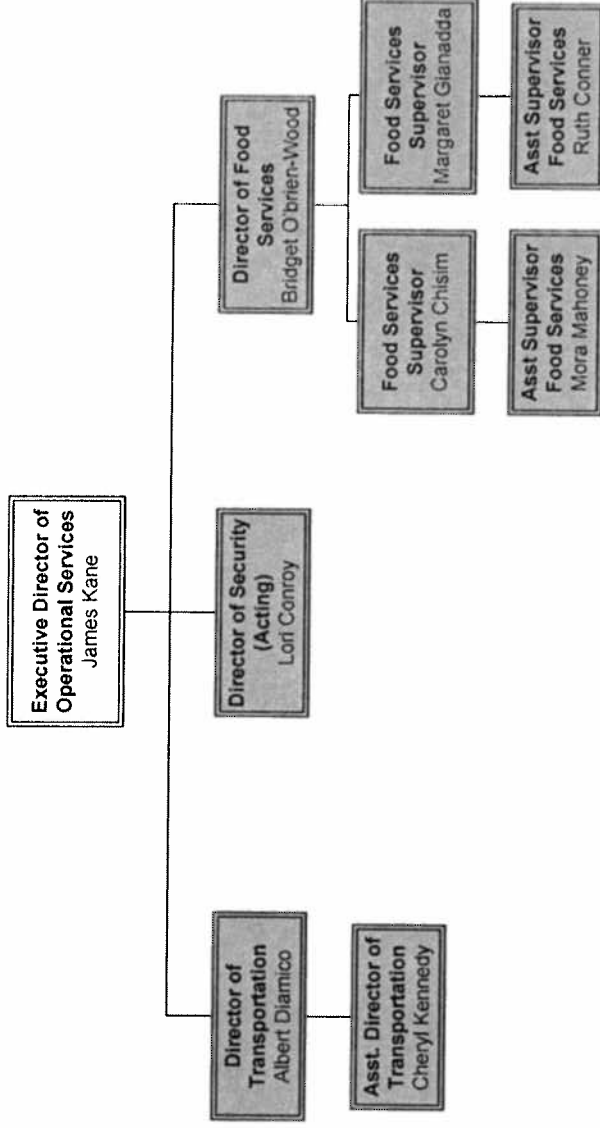 Executive Director of
Operational Services
James Kane
Director of
Transportation
Albert Diamico
Director of Security
(Acting)
Lori Conroy
Director of Food
Services
Bridget O'brien-Wood
Asst. Director of
Transportation
Cheryl Kennedy
Food Services
Supervisor
Carolyn Chisim
Food Services
Supervisor
Margaret Gianadda
Asst Supervisor
Food Services
Mora Mahoney
Asst Supervisor
Food Services
Ruth Conner